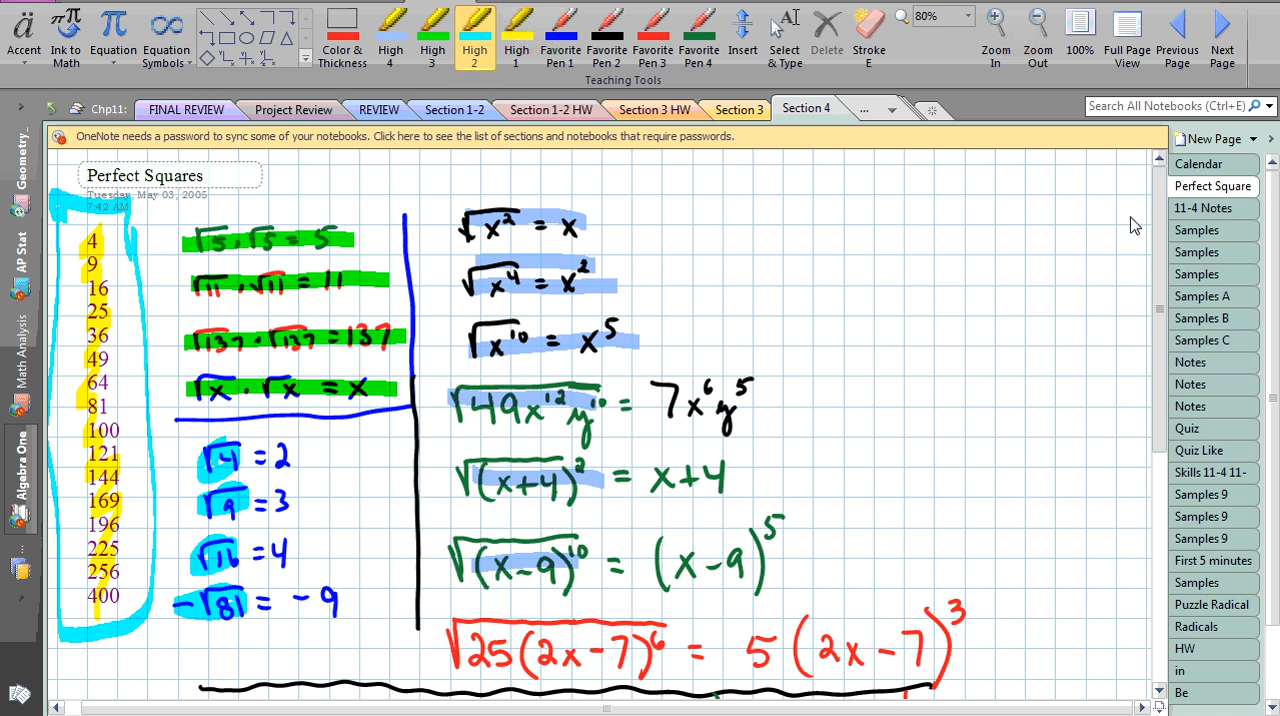 Accent
Ink to Math
Equation
Equation Symbols
Color & Thickness
High 4
High 3
High 2
High 1
Favorite Pen 1
Favorite Pen 2
Favorite Pen 3
Favorite Pen 4
Insert
Select & Type
Delete
Stroke E
80%
Zoom In
Zoom Out
100%
Full Page View
Previous Page
Next Page
Teaching Tools
Chp11:
FINAL REVIEW
Project Review
REVIEW
Section 1-2
Section 1-2 HW
Section 3 HW
Section 3
Section 4
...
Search All Notebooks (Ctrl+E)
OneNote needs a password to sync some of your notebooks. Click here to see the list of sections and notebooks that require passwords.
Geometry
AP Stat
Math Analysis
Algebra One
Perfect Squares
Tuesday, May 03, 2005
7:42 AM
4
9
16
25
36
49
64
81
100
121
144
169
196
225
256
400
√5 · √5 = 5
√11 · √11 = 11
√137 · √137 = 137
√x · √x = x
√4 = 2
√9 = 3
√16 = 4
-√81 = -9
√x² = x
√x⁴ = x²
√x¹⁰ = x⁵
√49x¹²y¹⁰ = 7x⁶y⁵
√(x+4)² = x+4
√(x-9)¹⁰ = (x-9)⁵
√25(2x-7)⁶ = 5(2x-7)³
New Page
Calendar
Perfect Square
11-4 Notes
Samples
Samples
Samples
Samples A
Samples B
Samples C
Notes
Notes
Notes
Quiz
Quiz Like
Skills 11-4 11-
Samples 9
Samples 9
Samples 9
First 5 minutes
Samples
Puzzle Radical
Radicals
HW
in
Be